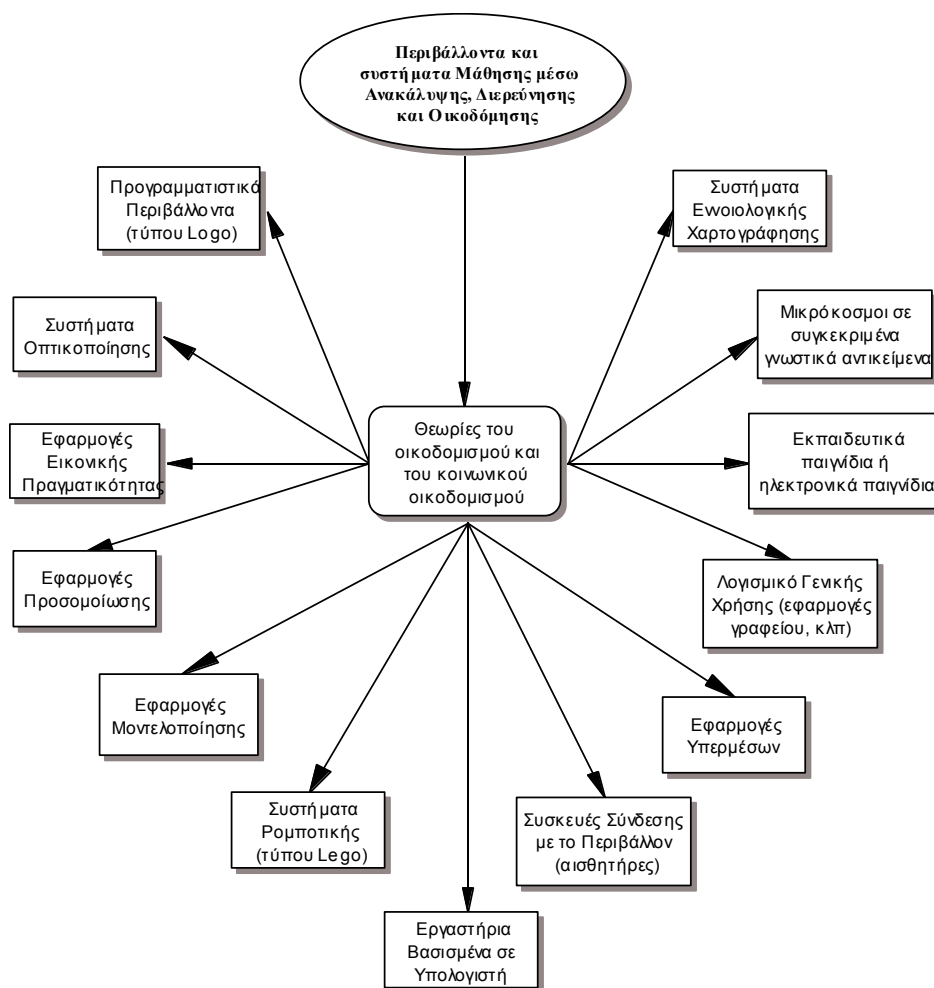 Περιβάλλοντα και
συστήματα Μάθησης μέσω
Ανακάλυψης, Διερεύνησης
και Οικοδόμησης
Προγραμματιστικά
Περιβάλλοντα
(τύπου Logo)
Συστήματα
Εννοιολογικής
Χαρτογράφησης
Συστήματα
Οπτικοποίησης
Μικρόκοσμοι σε
συγκεκριμένα
γνωστικά αντικείμενα
Θεωρίες του
οικοδομισμού και
του κοινωνικού
οικοδομισμού
Εφαρμογές
Εικονικής
Πραγματικότητας
Εκπαιδευτικά
παιγνίδια ή
ηλεκτρονικά παιγνίδια
Εφαρμογές
Προσομοίωσης
Λογισμικό Γενικής
Χρήσης (εφαρμογές
γραφείου, κλπ)
Εφαρμογές
Μοντελοποίησης
Εφαρμογές
Υπερμέσων
Συστήματα
Ρομποτικής
(τύπου Lego)
Συσκευές Σύνδεσης
με το Περιβάλλον
(αισθητήρες)
Εργαστήρια
Βασισμένα σε
Υπολογιστή